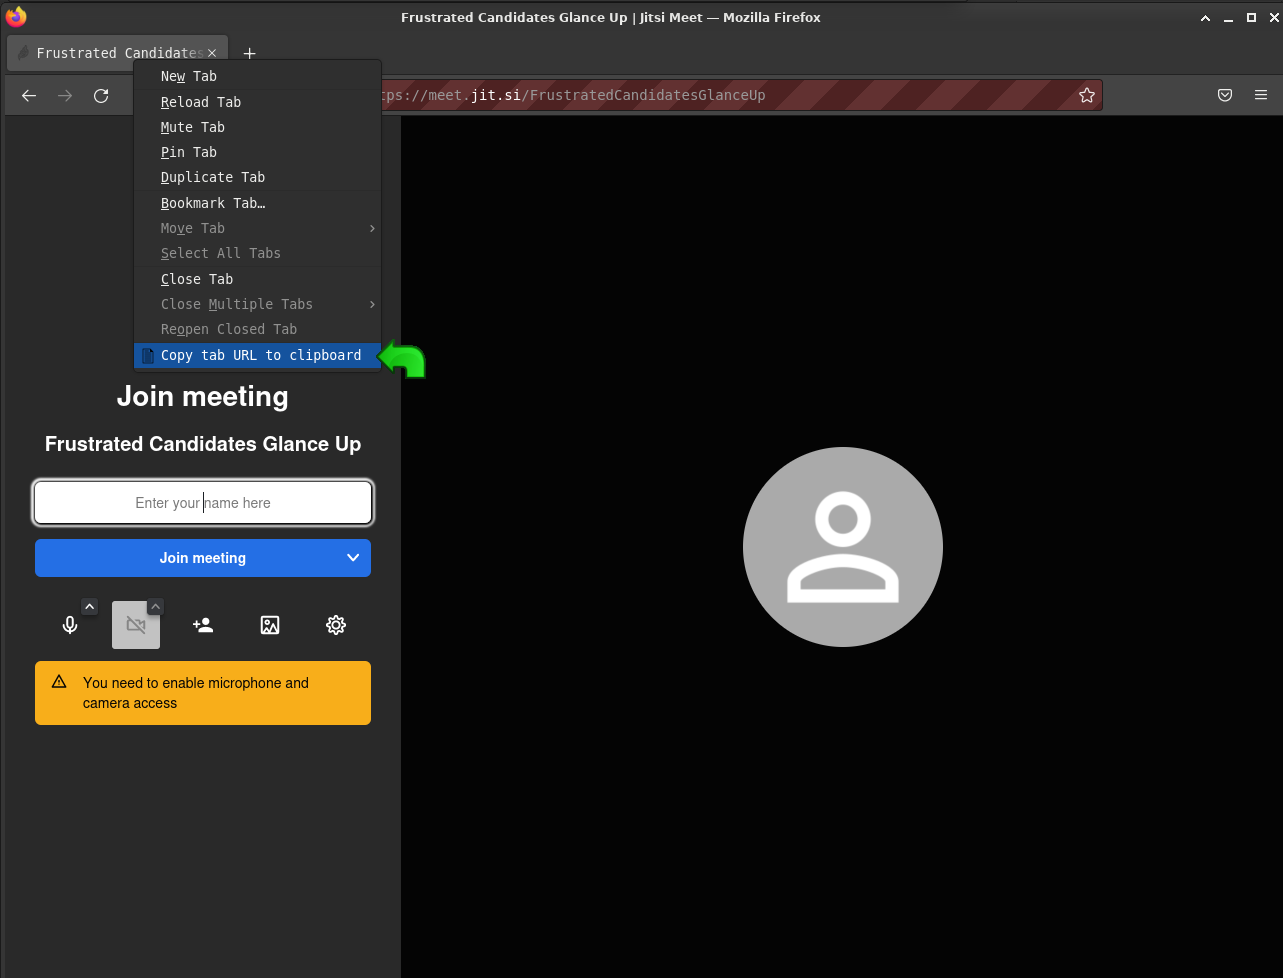 Frustrated Candidates Glance Up | Jitsi Meet — Mozilla Firefox
Frustrated Candidates
New Tab
tps://meet.jit.si/FrustratedCandidatesGlanceUp
Reload Tab
Mute Tab
Pin Tab
Duplicate Tab
Bookmark Tab…
Move Tab
Select All Tabs
Close Tab
Close Multiple Tabs
Reopen Closed Tab
Copy tab URL to clipboard
Join meeting
Frustrated Candidates Glance Up
Enter your name here
Join meeting
You need to enable microphone and
camera access